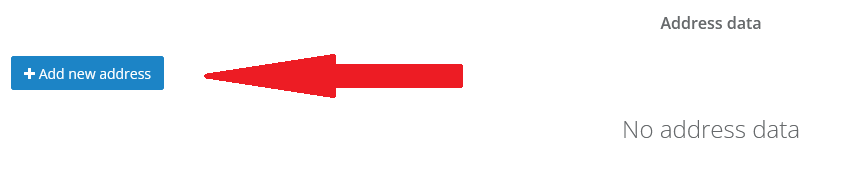 Address data
Add new address
No address data